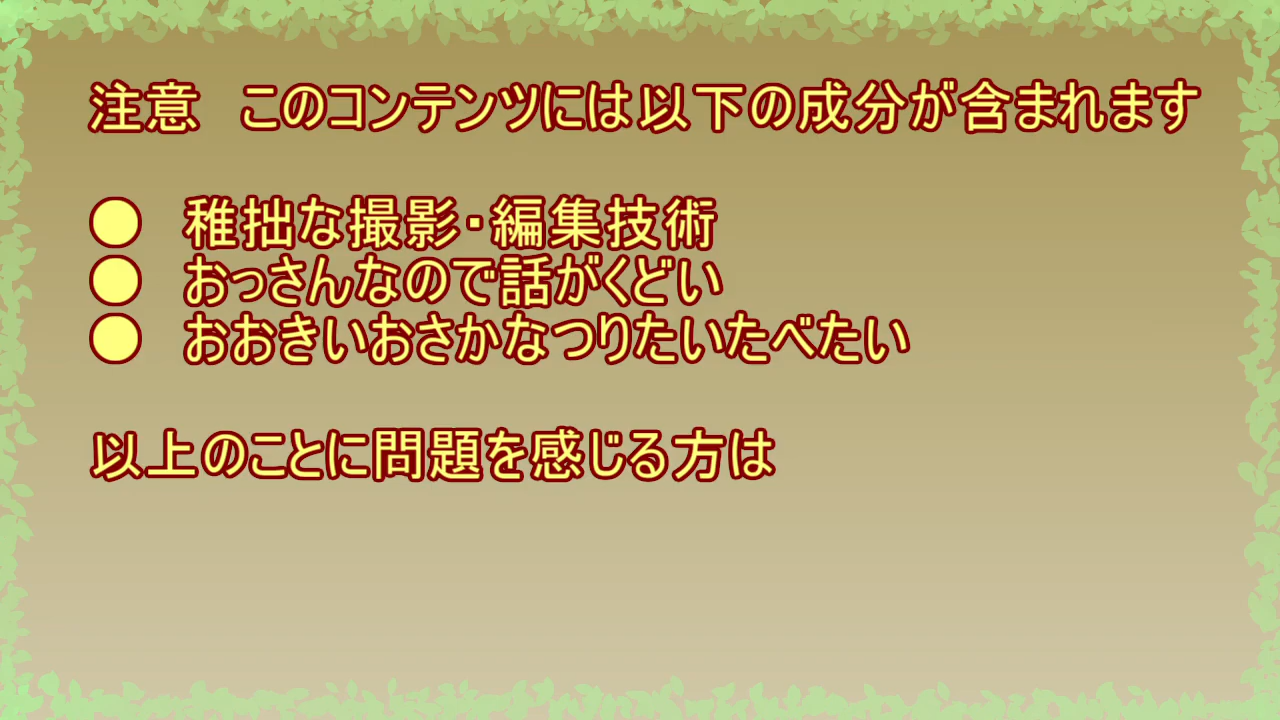 注意　このコンテンツには以下の成分が含まれます
●　稚拙な撮影・編集技術
●　おっさんなので話がくどい
●　おおきいおさかなつりたいたべたい
以上のことに問題を感じる方は